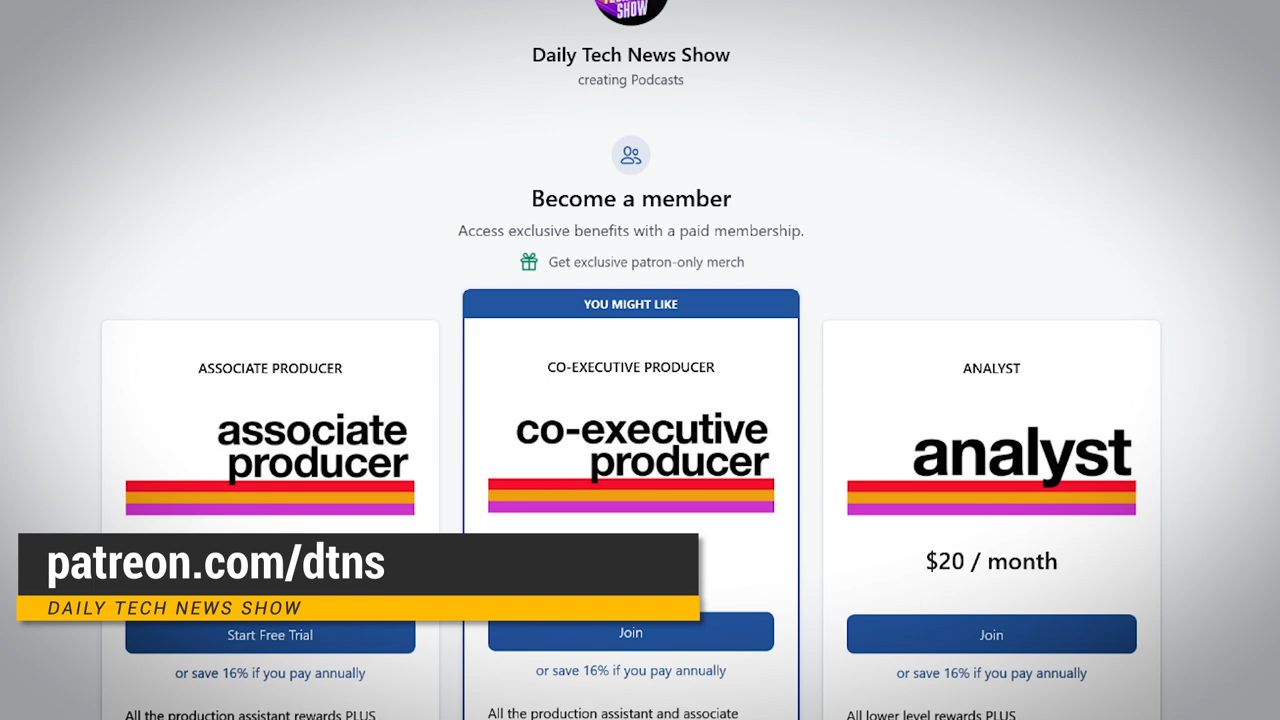 SHOW
Daily Tech News Show
creating Podcasts
Become a member
Access exclusive benefits with a paid membership.
Get exclusive patron-only merch
YOU MIGHT LIKE
ASSOCIATE PRODUCER
associate
producer
Start Free Trial
or save 16% if you pay annually
All the production assistant rewards PLUS
CO-EXECUTIVE PRODUCER
co-executive
producer
Join
or save 16% if you pay annually
All the production assistant and associate
ANALYST
analyst
$20 / month
Join
or save 16% if you pay annually
All lower level rewards PLUS
patreon.com/dtns
DAILY TECH NEWS SHOW